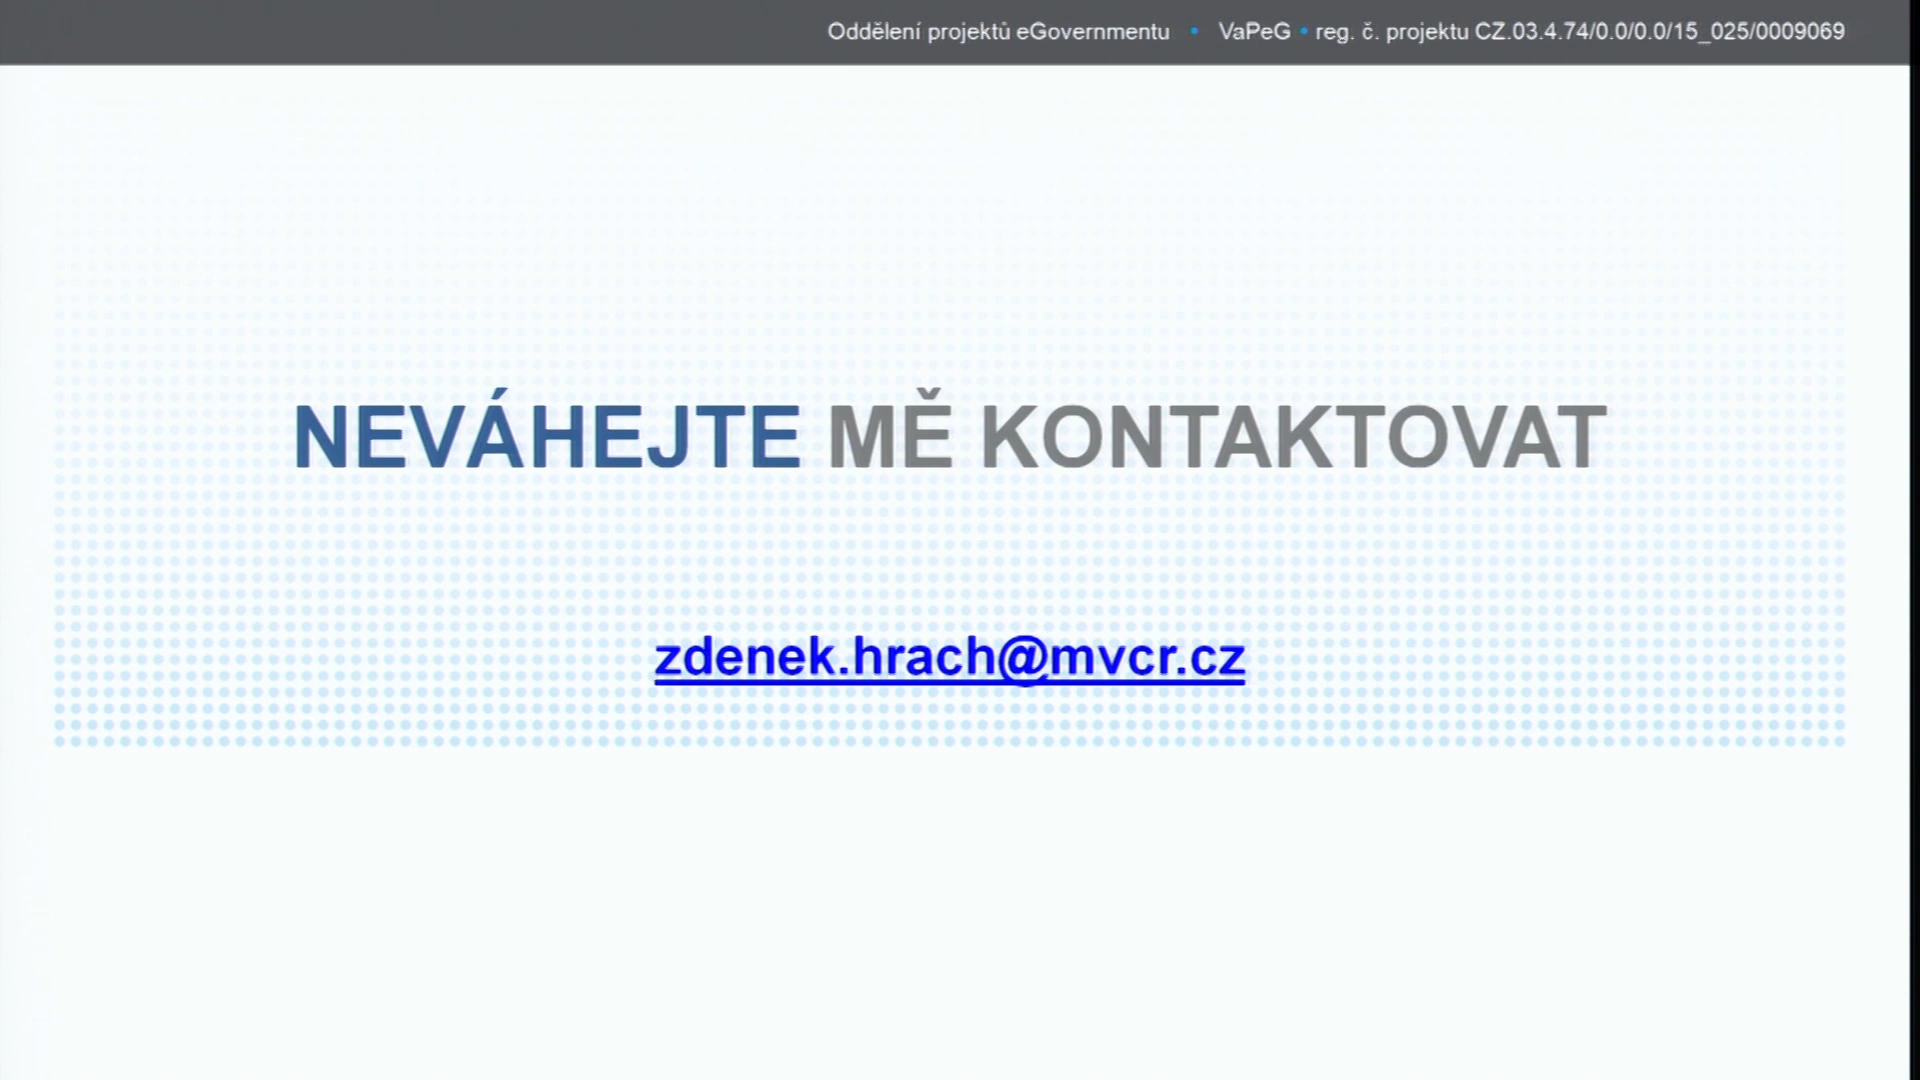 Oddělení projektů eGovernmentu • VaPeG • reg. č. projektu CZ.03.4.74/0.0/0.0/15_025/0009069
NEVÁHEJTE MĚ KONTAKTOVAT
zdenek.hrach@mvcr.cz